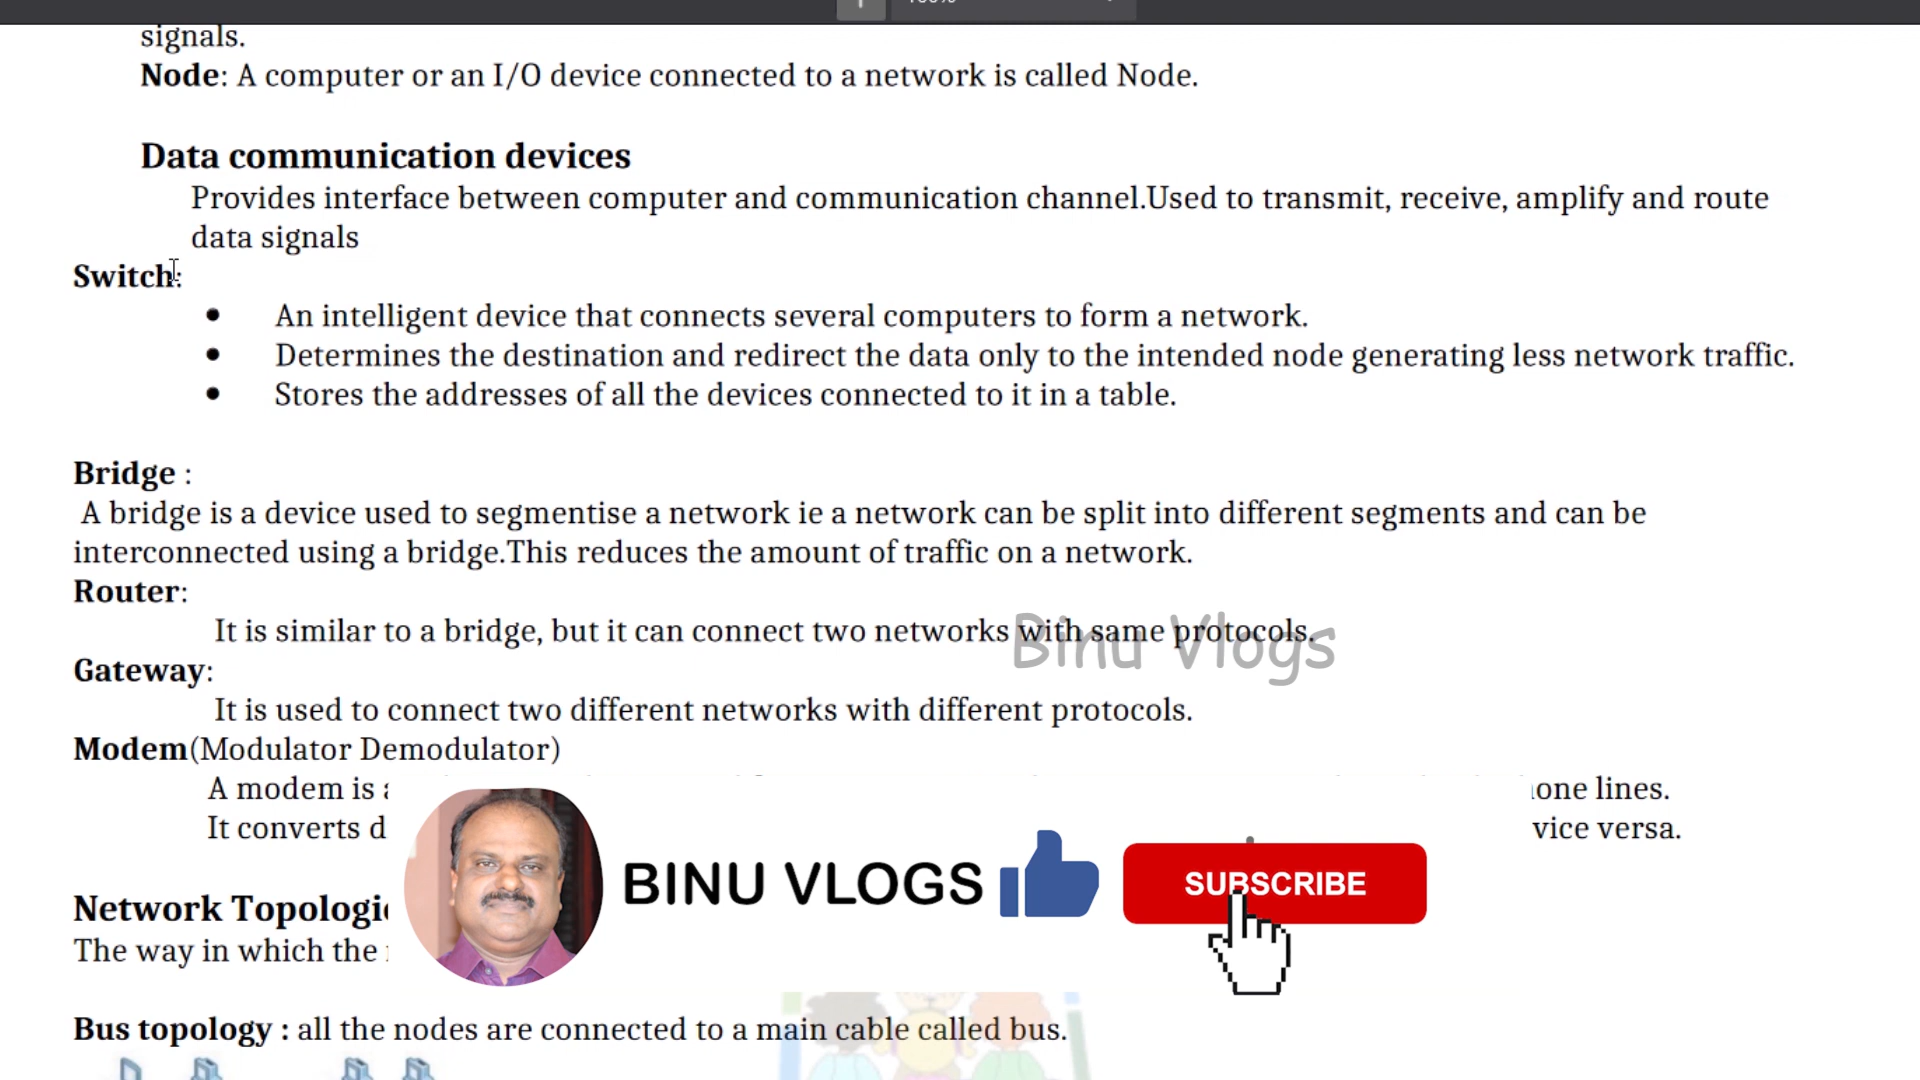 signals.
Node: A computer or an I/O device connected to a network is called Node.
Data communication devices
Provides interface between computer and communication channel.Used to transmit, receive, amplify and route
data signals
Switch:
• An intelligent device that connects several computers to form a network.
• Determines the destination and redirect the data only to the intended node generating less network traffic.
• Stores the addresses of all the devices connected to it in a table.
Bridge :
A bridge is a device used to segmentise a network ie a network can be split into different segments and can be
interconnected using a bridge.This reduces the amount of traffic on a network.
Router:
It is similar to a bridge, but it can connect two networks with same protocols.
Binu Vlogs
Gateway:
It is used to connect two different networks with different protocols.
Modem(Modulator Demodulator)
A modem is lines.
It converts vice versa.
BINU VLOGS
SUBSCRIBE
Network
The way in which the
Bus topology : all the nodes are connected to a main cable called bus.